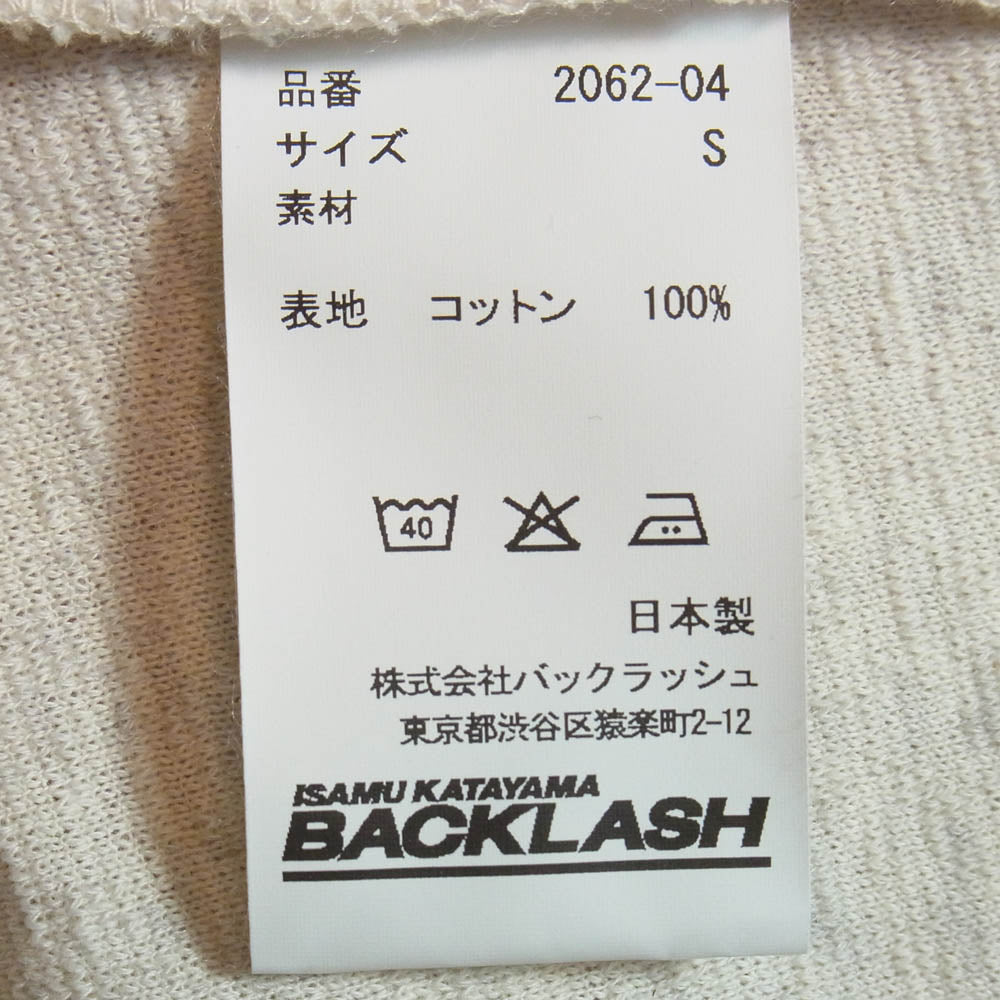 品番 2062-04
サイズ S
素材
表地 コットン 100%
40
日本製
株式会社バックラッシュ
東京都渋谷区猿楽町2-12
ISAMU KATAYAMA
BACKLASH